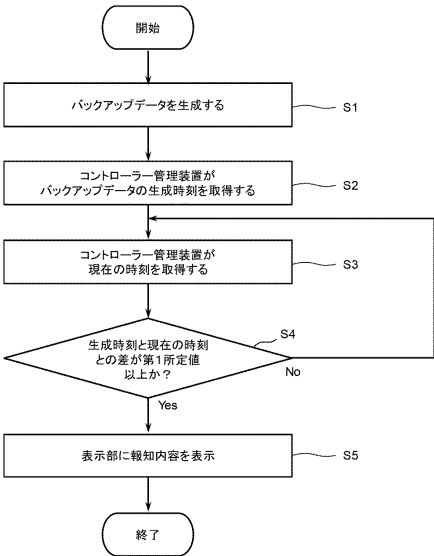 開始
バックアップデータを生成する
S1
コントローラー管理装置が
バックアップデータの生成時刻を取得する
S2
コントローラー管理装置が
現在の時刻を取得する
S3
S4
生成時刻と現在の時刻
との差が第1所定値
以上か？
No
Yes
表示部に報知内容を表示
S5
終了